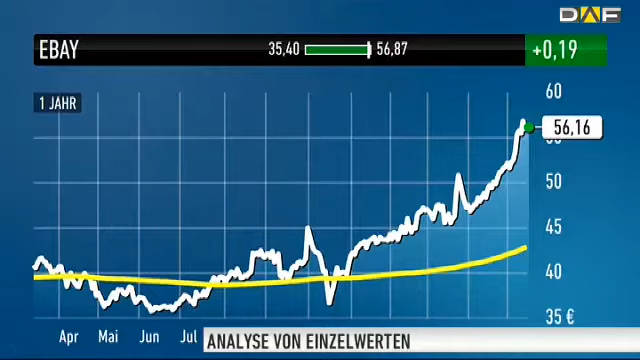 DAF
EBAY
35,40
56,87
+0,19
1 JAHR
60
56,16
50
45
40
35 €
Apr
Mai
Jun
Jul
ANALYSE VON EINZELWERTEN